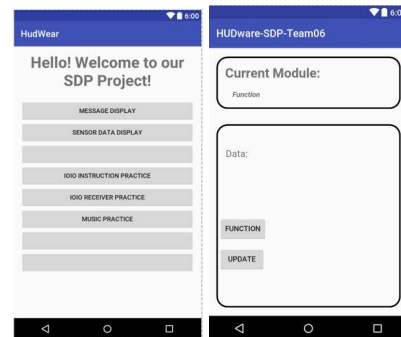 6:00
HudWear
Hello! Welcome to our
SDP Project!
MESSAGE DISPLAY
SENSOR DATA DISPLAY
IOIO INSTRUCTION PRACTICE
IOIO RECEIVER PRACTICE
MUSIC PRACTICE
6:0
HUDware-SDP-Team06
Current Module:
Function
Data:
FUNCTION
UPDATE